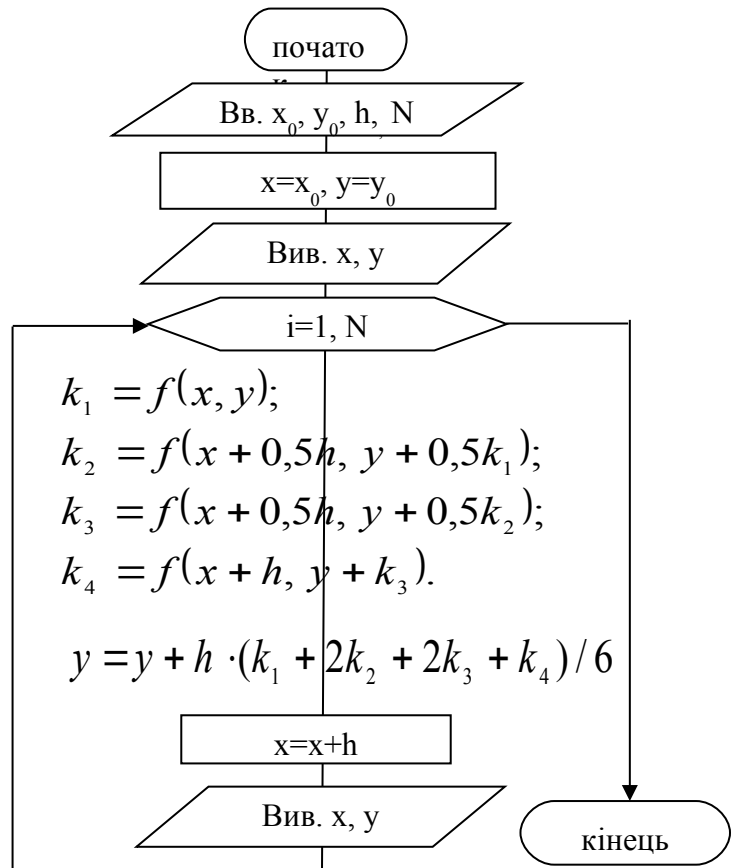 почато
Вв. x₀, y₀, h, N
x=x₀, y=y₀
Вив. x, y
i=1, N
k₁ = f(x, y);
k₂ = f(x + 0,5h, y + 0,5k₁);
k₃ = f(x + 0,5h, y + 0,5k₂);
k₄ = f(x + h, y + k₃).
y = y + h ·(k₁ + 2k₂ + 2k₃ + k₄)/6
x=x+h
Вив. x, y
кінець